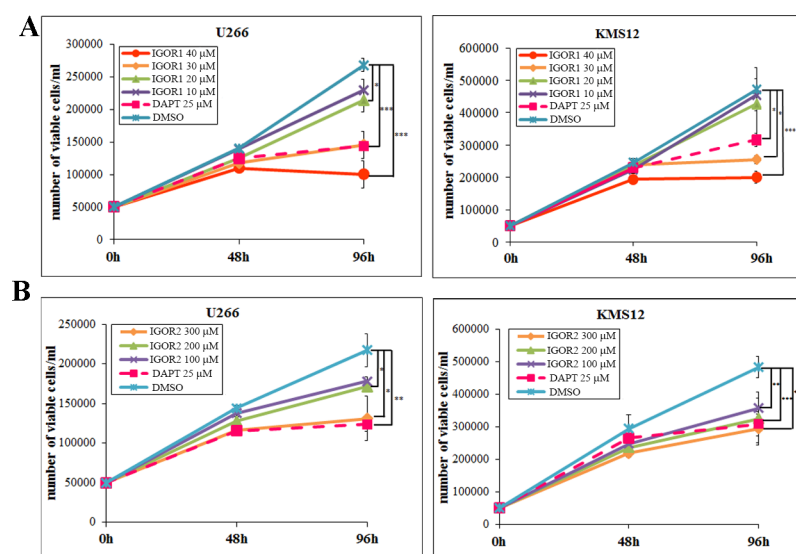 A
U266
number of viable cells/ml
300000
250000
200000
150000
100000
50000
0
IGOR1 40 µM
IGOR1 30 µM
IGOR1 20 µM
IGOR1 10 µM
DAPT 25 µM
DMSO
*
***
***
0h 48h 96h
KMS12
number of viable cells/ml
600000
500000
400000
300000
200000
100000
0
IGOR1 40 µM
IGOR1 30 µM
IGOR1 20 µM
IGOR1 10 µM
DAPT 25 µM
DMSO
*
*
***
0h 48h 96h
B
U266
number of viable cells/ml
250000
200000
150000
100000
50000
0
IGOR2 300 µM
IGOR2 200 µM
IGOR2 100 µM
DAPT 25 µM
DMSO
*
*
**
0h 48h 96h
KMS12
number of viable cells/ml
600000
500000
400000
300000
200000
100000
0
IGOR2 300 µM
IGOR2 200 µM
IGOR2 100 µM
DAPT 25 µM
DMSO
**
***
0h 48h 96h